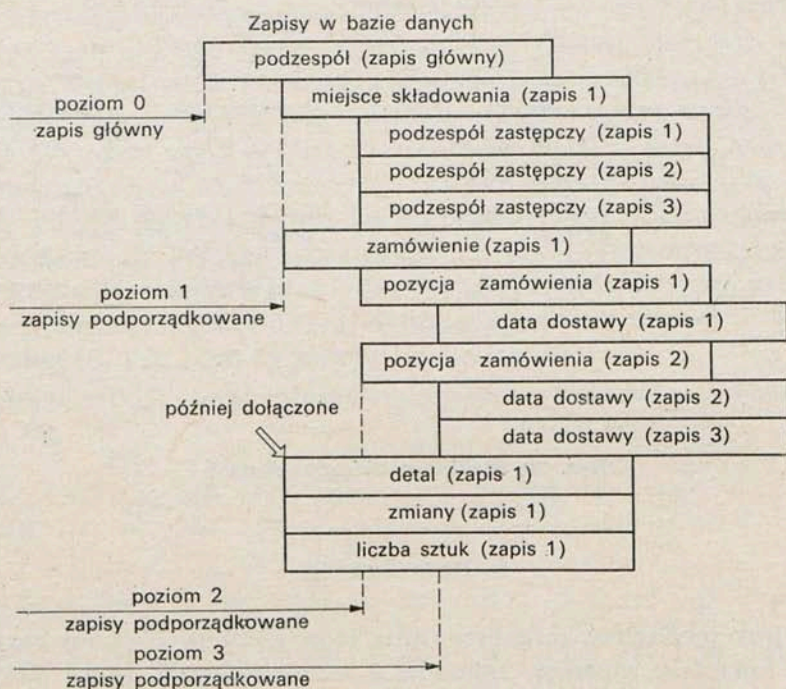 Zapisy w bazie danych
podzespół (zapis główny)
miejsce składowania (zapis 1)
poziom 0
zapis główny
podzespół zastępczy (zapis 1)
podzespół zastępczy (zapis 2)
podzespół zastępczy (zapis 3)
zamówienie (zapis 1)
pozycja zamówienia (zapis 1)
poziom 1
zapisy podporządkowane
data dostawy (zapis 1)
pozycja zamówienia (zapis 2)
data dostawy (zapis 2)
później dołączone
data dostawy (zapis 3)
detal (zapis 1)
zmiany (zapis 1)
liczba sztuk (zapis 1)
poziom 2
zapisy podporządkowane
poziom 3
zapisy podporządkowane